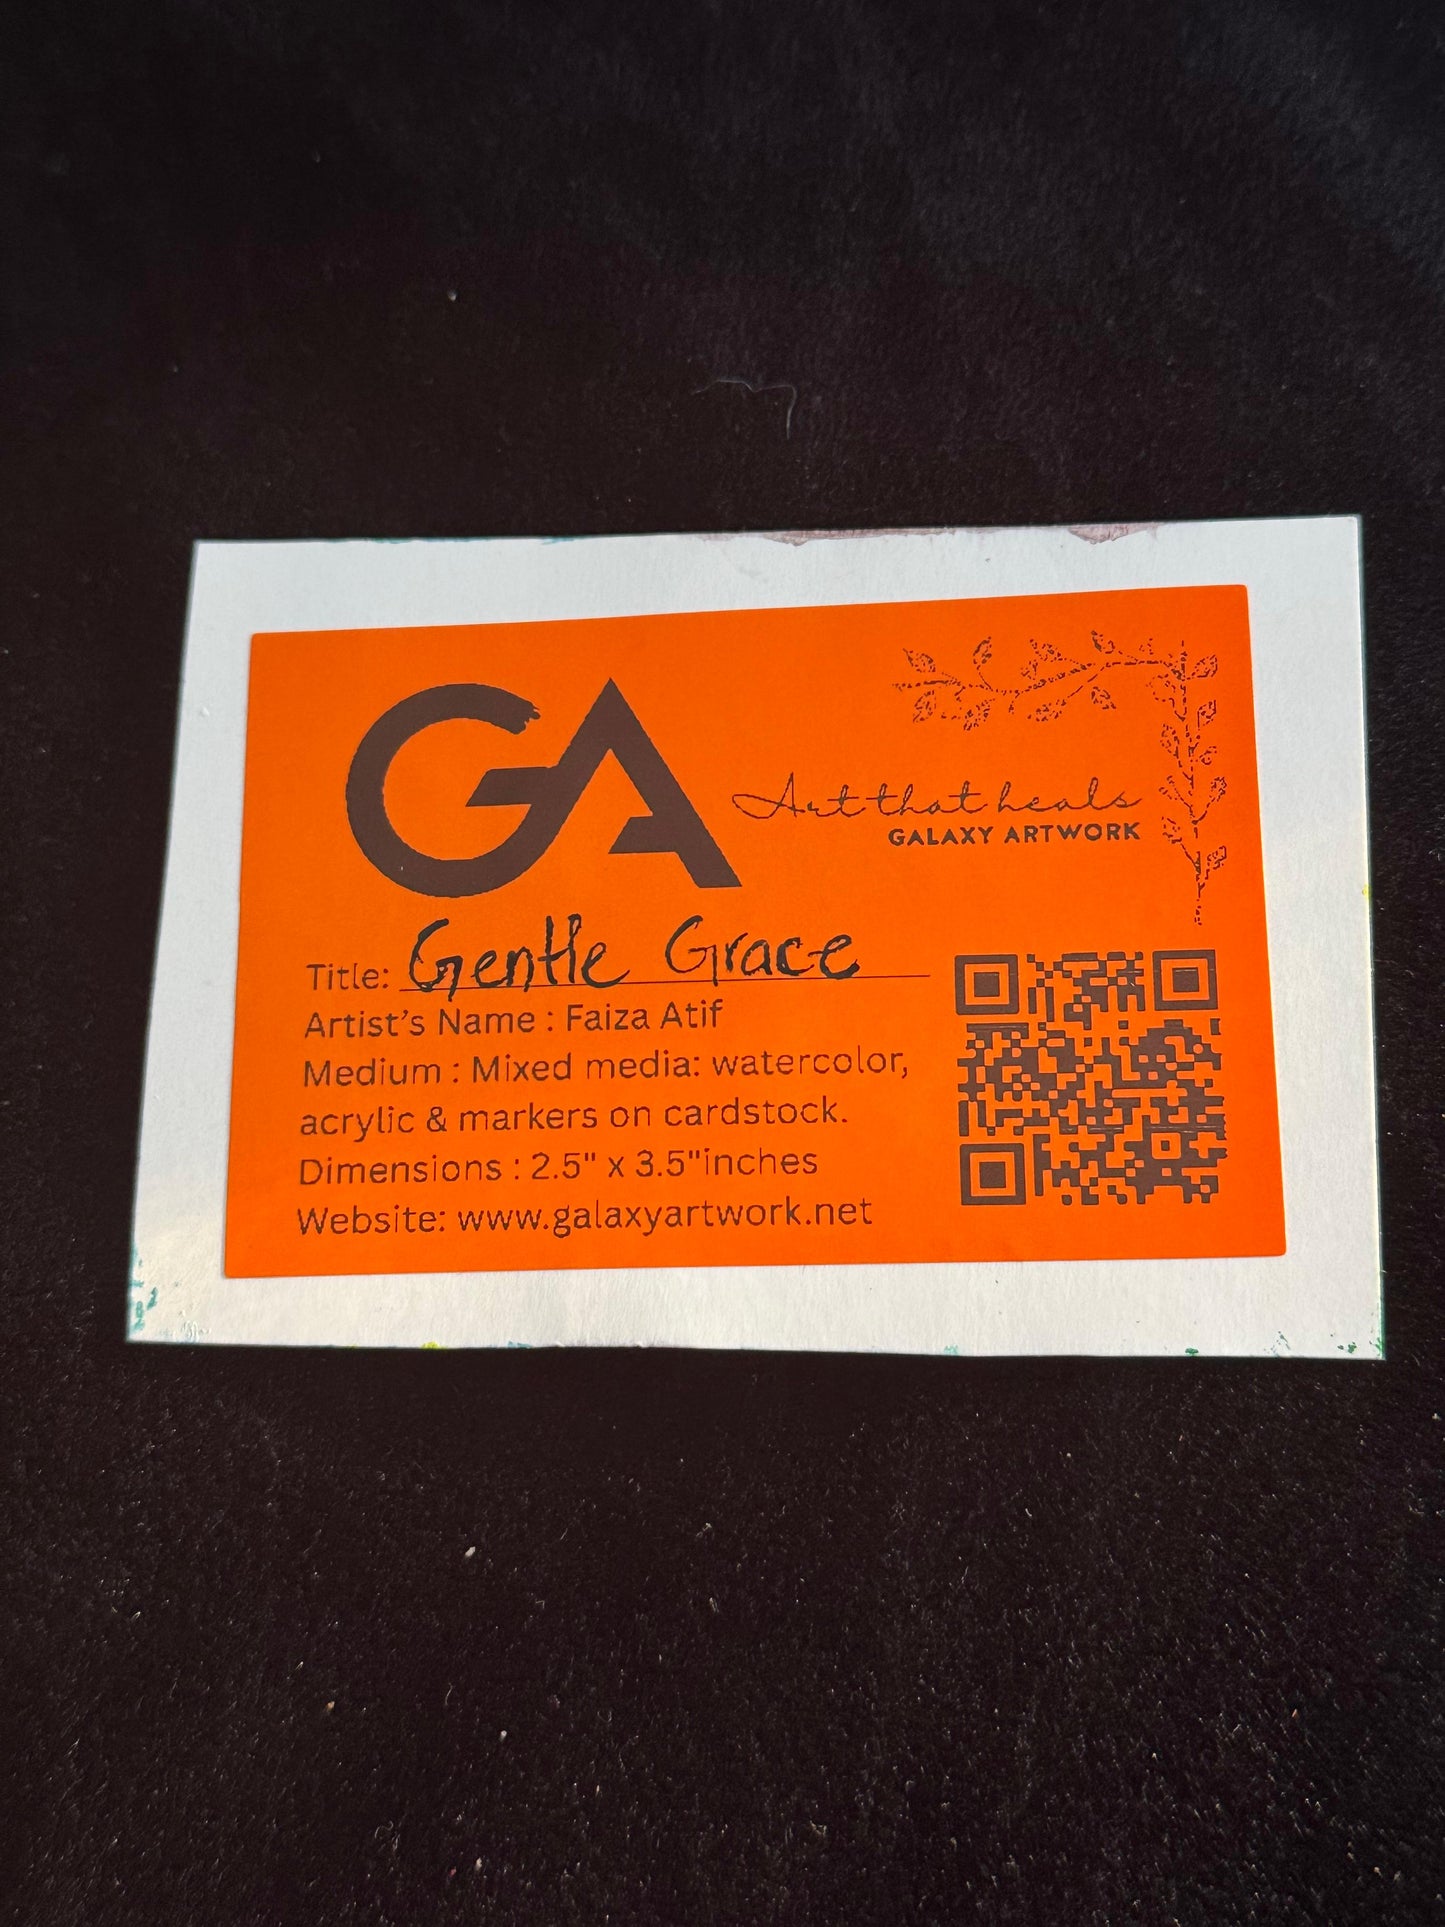 GA
Art that heals
GALAXY ARTWORK
Title: Gentle Grace
Artist's Name : Faiza Atif
Medium : Mixed media: watercolor,
acrylic & markers on cardstock.
Dimensions : 2.5" x 3.5"inches
Website: www.galaxyartwork.net